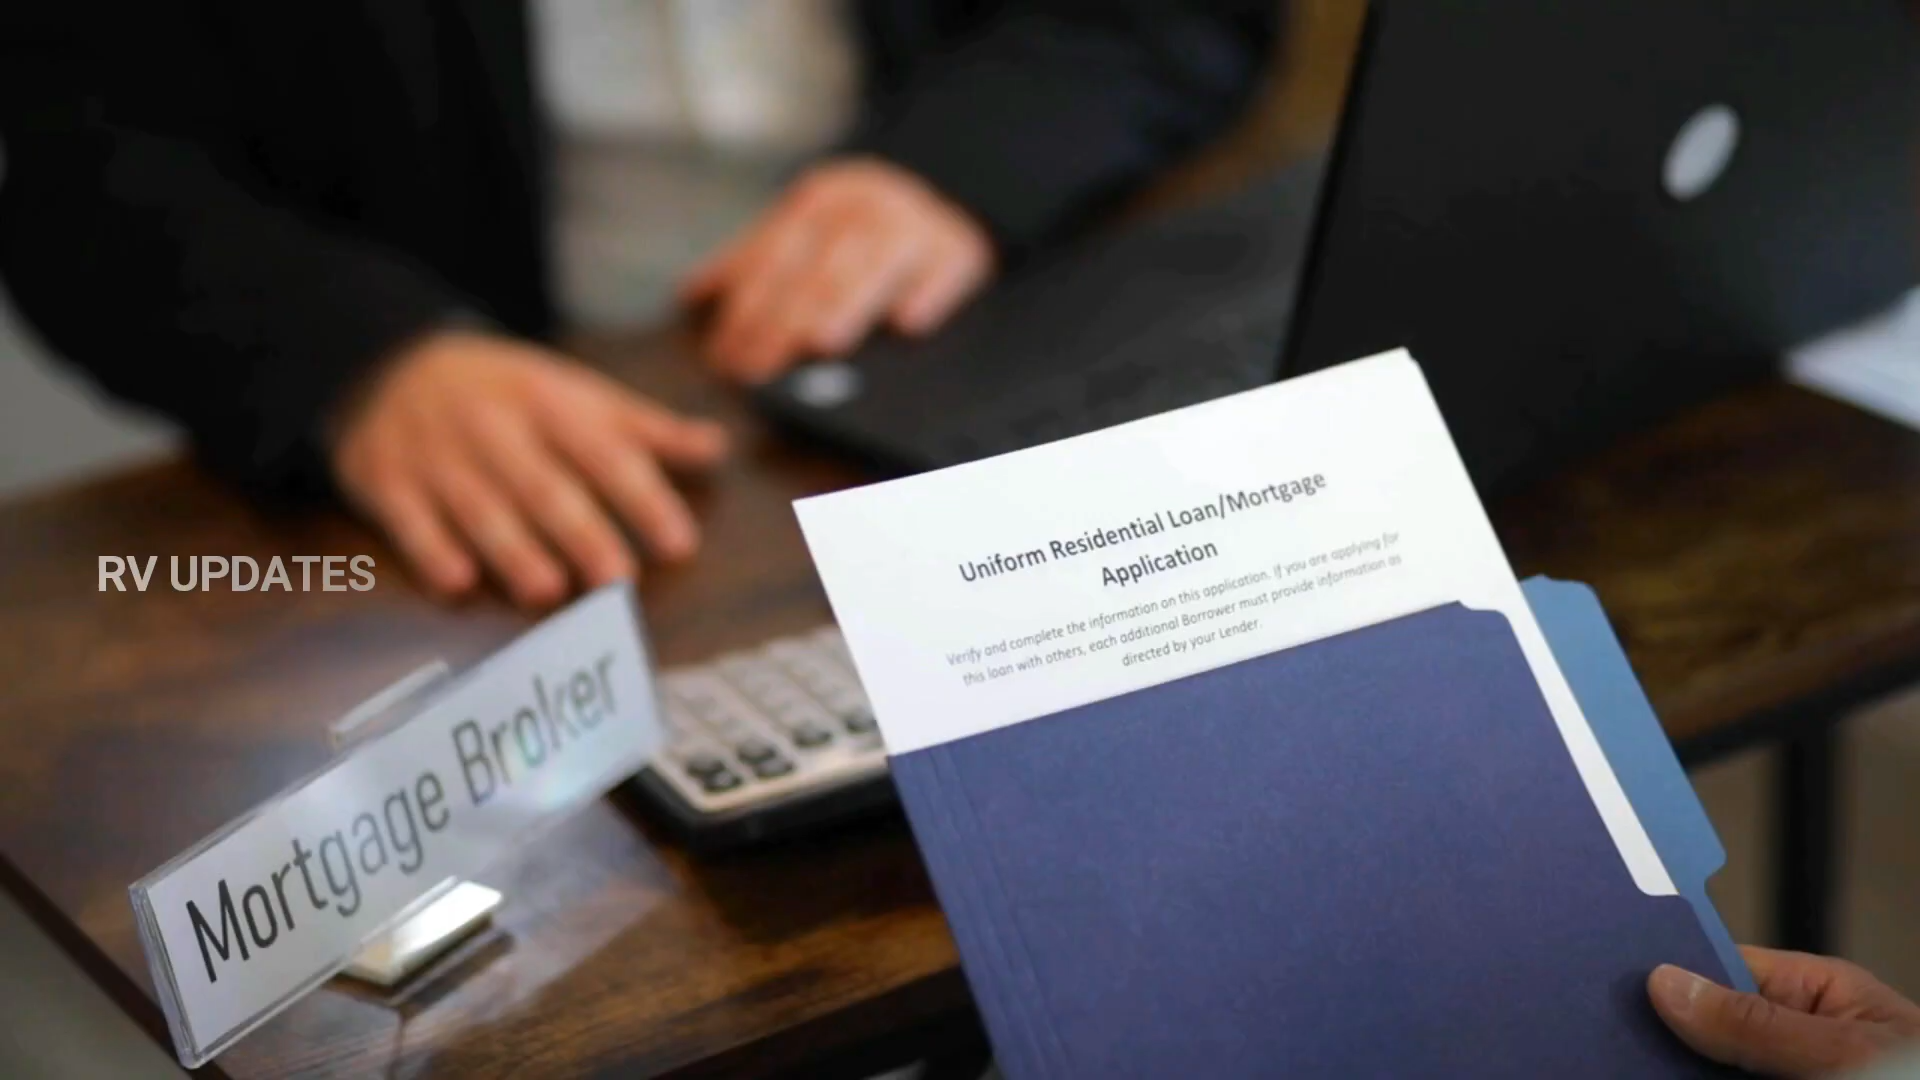 Uniform Residential Loan/Mortgage
Application
Verify and complete the information on this application. If you are applying for
this loan with others, each additional Borrower must provide information as
directed by your Lender.
RV UPDATES
Mortgage Broker